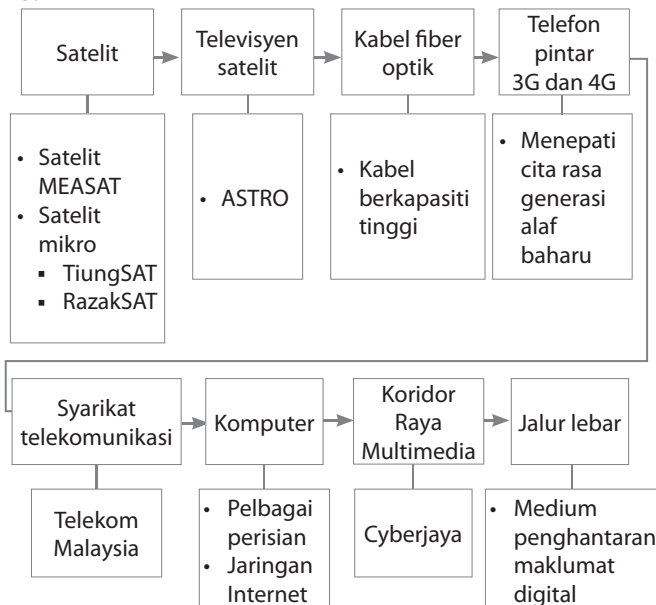 Satelit
Televisyen
satelit
Kabel fiber
optik
Telefon
pintar
3G dan 4G
• Satelit
MEASAT
• Satelit
mikro
▪ TiungSAT
▪ RazakSAT
• ASTRO
• Kabel
berkapasiti
tinggi
• Menepati
cita rasa
generasi
alaf
baharu
Syarikat
telekomunikasi
Komputer
Koridor
Raya
Multimedia
Jalur lebar
Telekom
Malaysia
• Pelbagai
perisian
• Jaringan
Internet
Cyberjaya
• Medium
penghantaran
maklumat
digital